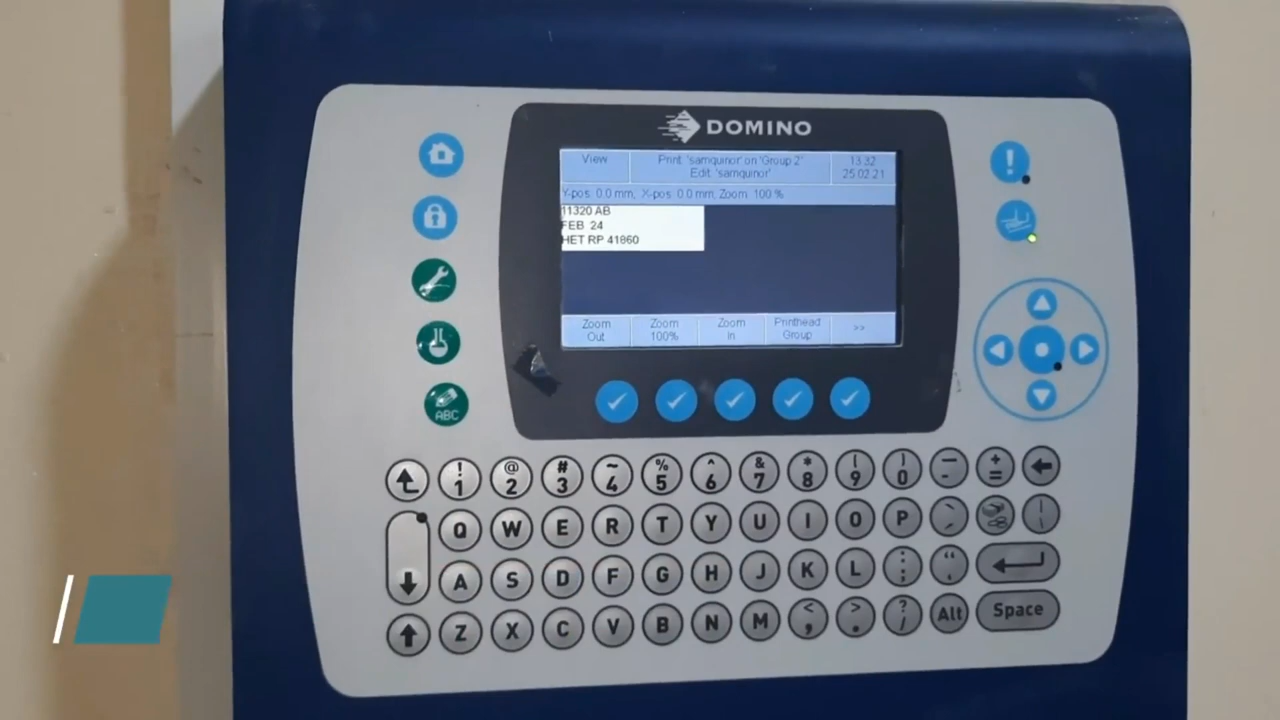 DOMINO
View
Print 'samquinor' on 'Group 2'
Edit 'samquinor'
13.32
25.02.21
Y-pos: 0.0 mm, X-pos: 0.0 mm, Zoom: 100 %
11320 AB
FEB 24
HET RP 41860
Zoom Out
Zoom 100%
Zoom In
Printhead Group
>>
ABC
! 1 @ 2 # 3 ~ 4 % 5 ^ 6 & 7 * 8 ( 9 ) 0 _ - + =
Q W E R T Y U I O P
A S D F G H J K L : ;
Z X C V B N M < , > . ? / Alt Space